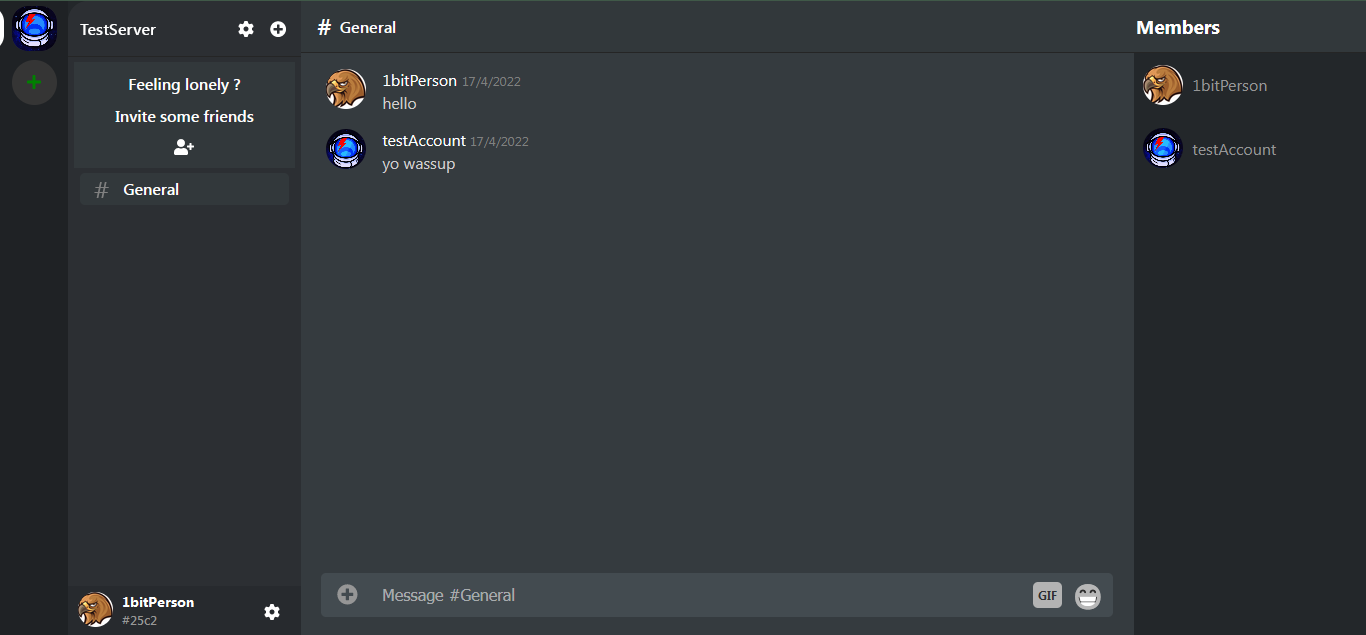 TestServer
Feeling lonely ?
Invite some friends
# General
1bitPerson
#25c2
# General
1bitPerson 17/4/2022
hello
testAccount 17/4/2022
yo wassup
Message #General
GIF
Members
1bitPerson
testAccount